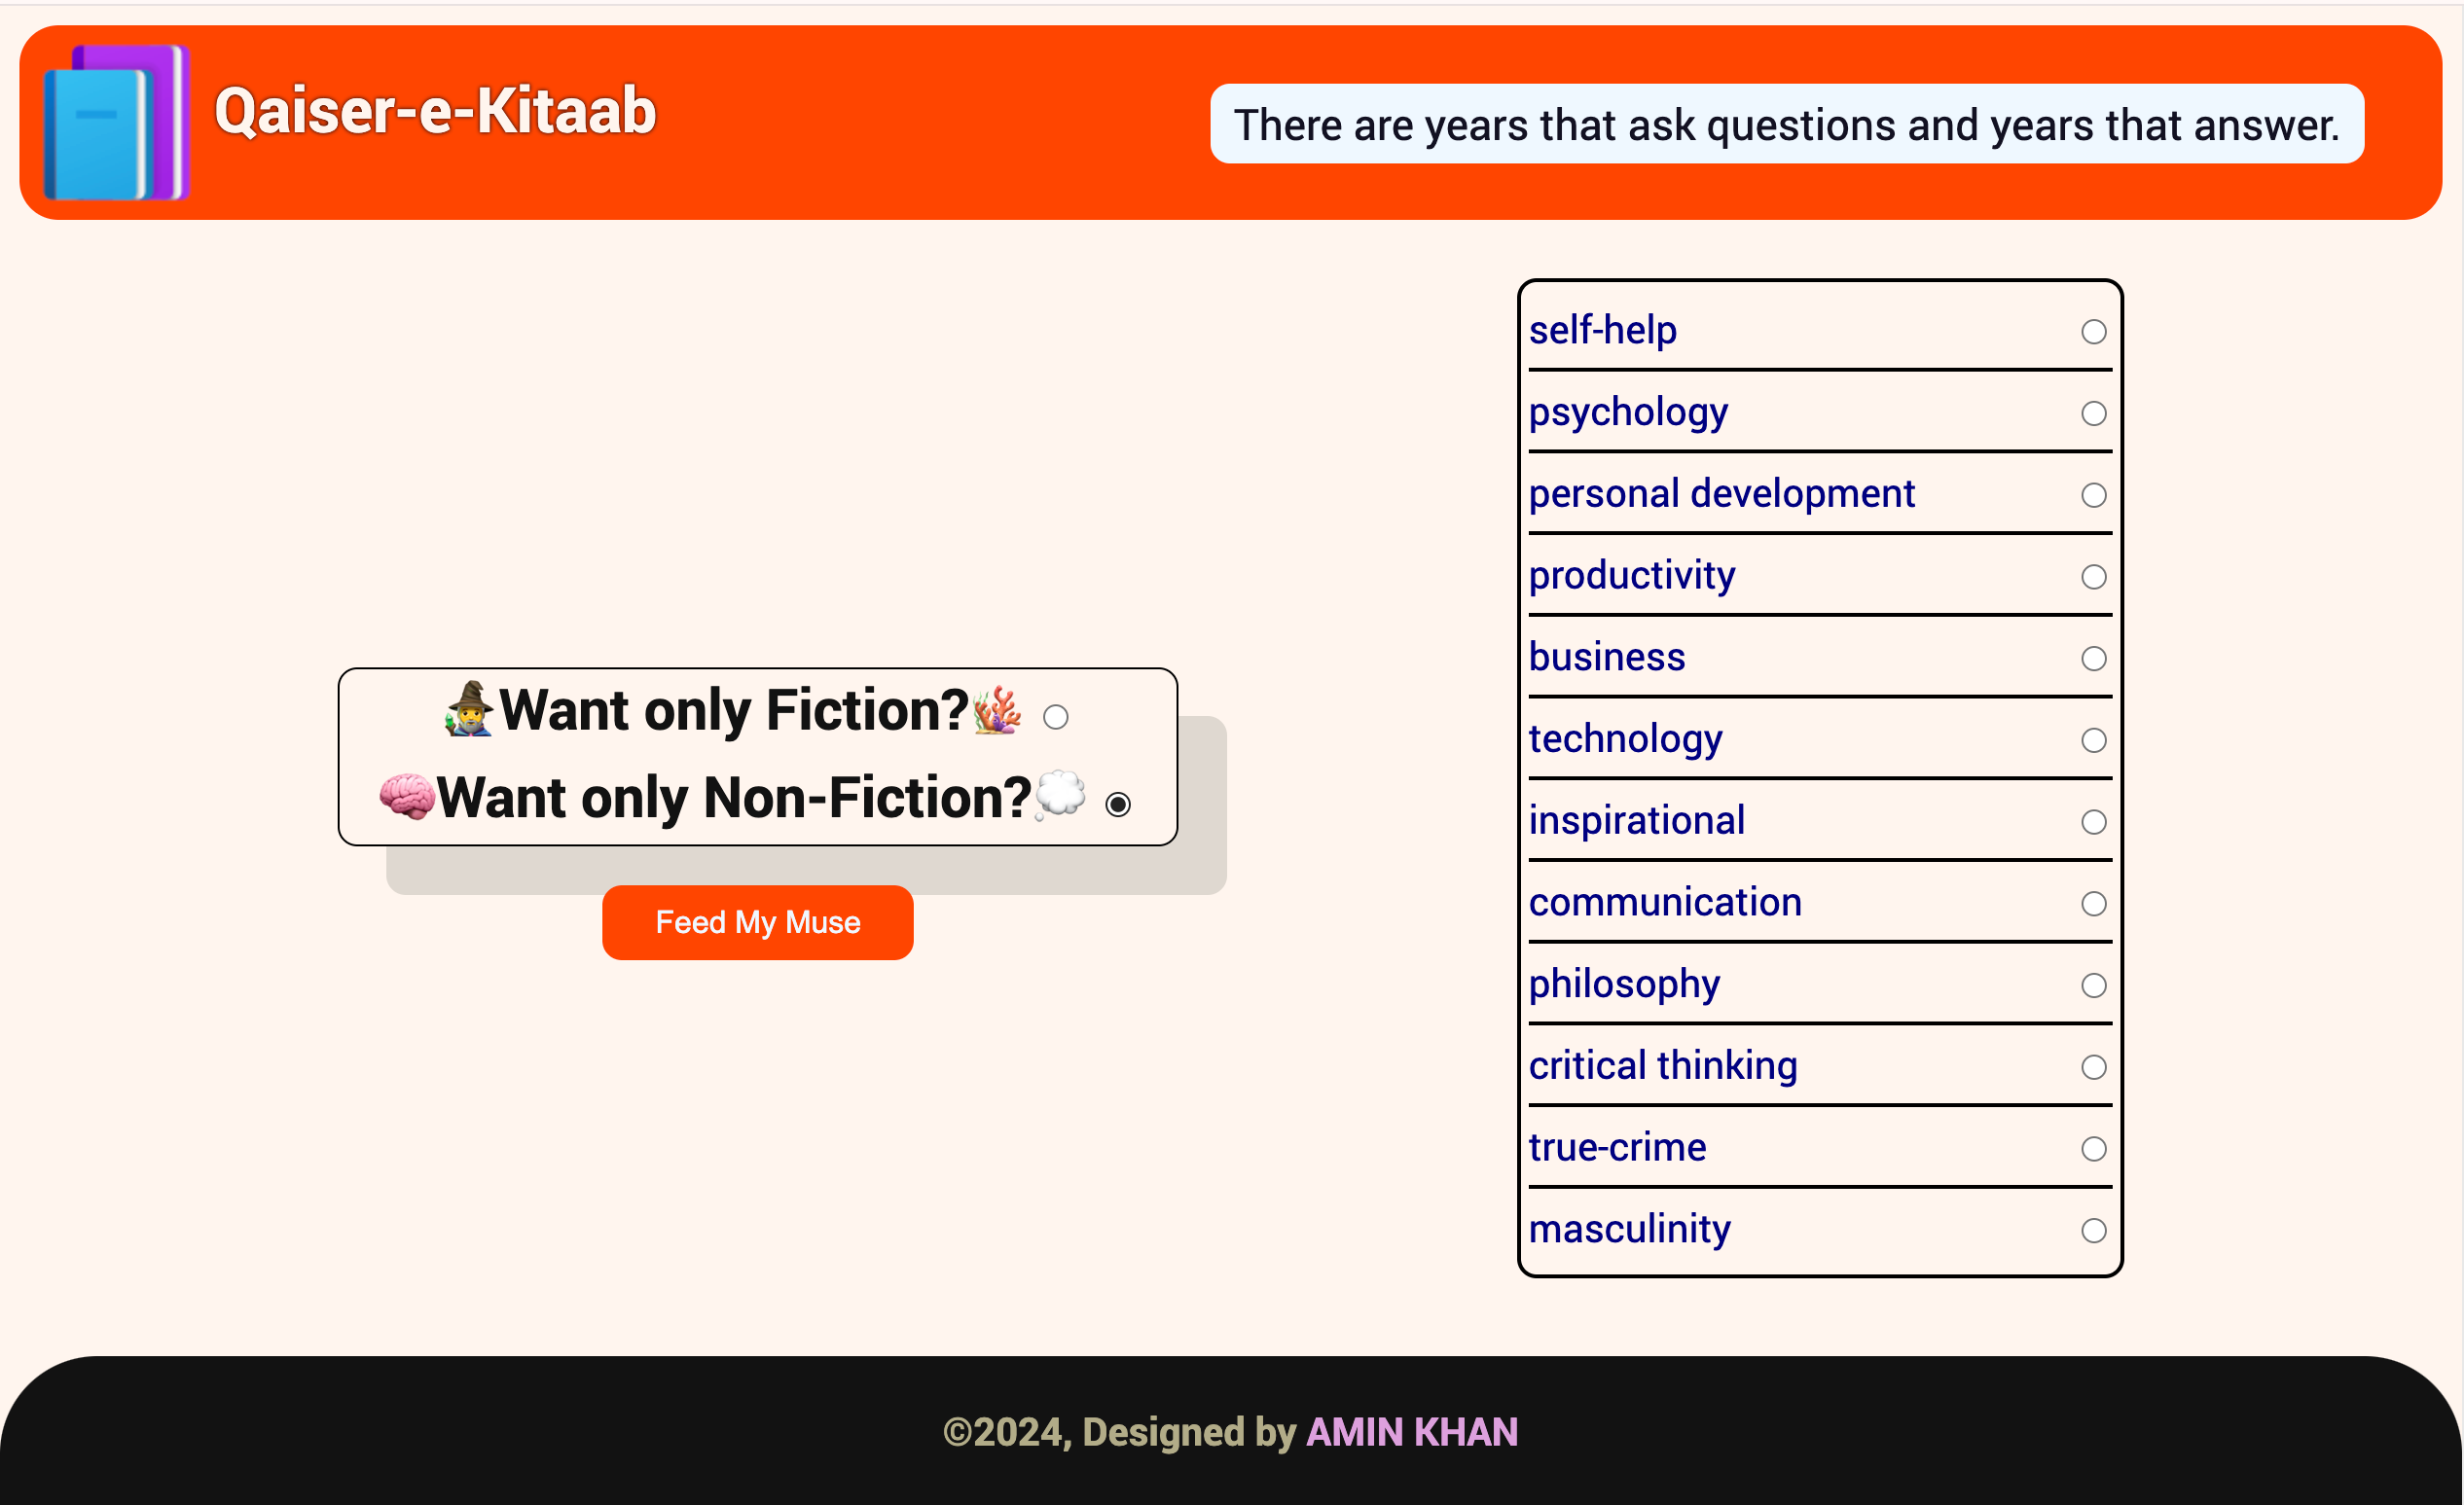 Qaiser-e-Kitaab
There are years that ask questions and years that answer.
🧙‍♂️Want only Fiction?🪸
🧠Want only Non-Fiction?💭
Feed My Muse
self-help
psychology
personal development
productivity
business
technology
inspirational
communication
philosophy
critical thinking
true-crime
masculinity
©2024, Designed by AMIN KHAN